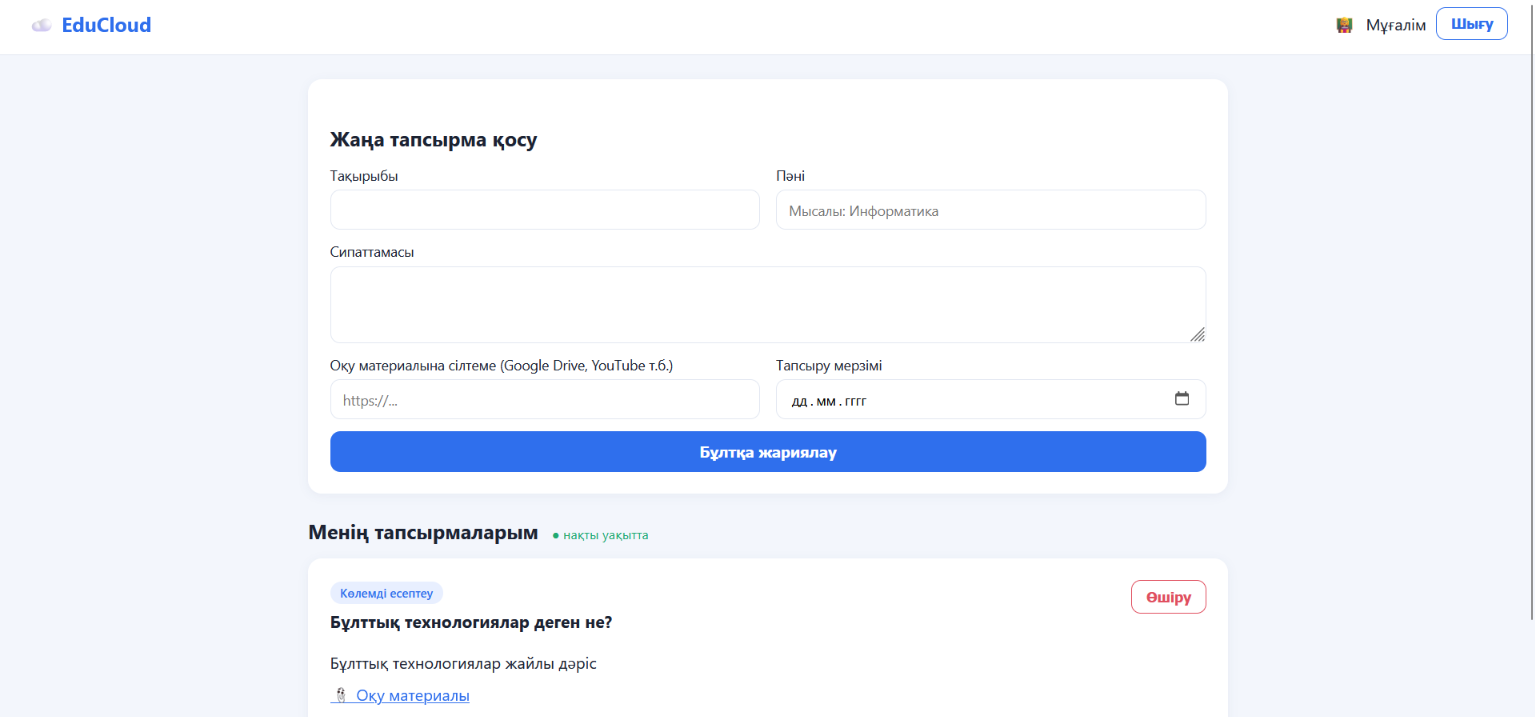 EduCloud
Мұғалім
Шығу
Жаңа тапсырма қосу
Тақырыбы
Пәні
Мысалы: Информатика
Сипаттамасы
Оқу материалына сілтеме (Google Drive, YouTube т.б.)
Тапсыру мерзімі
https://...
дд . мм . гггг
Бұлтқа жариялау
Менің тапсырмаларым
● нақты уақытта
Көлемді есептеу
Өшіру
Бұлттық технологиялар деген не?
Бұлттық технологиялар жайлы дәріс
Оқу материалы